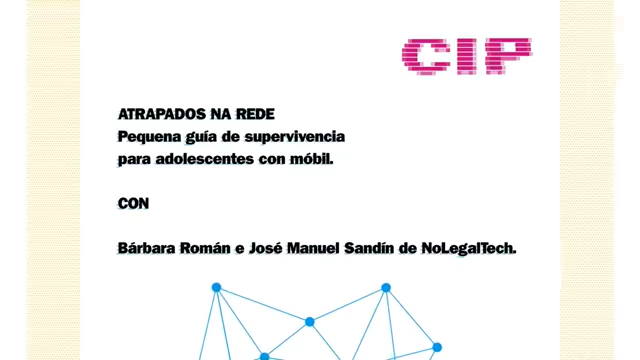 CIP
ATRAPADOS NA REDE
Pequena guía de supervivencia
para adolescentes con móbil.
CON
Bárbara Román e José Manuel Sandín de NoLegalTech.